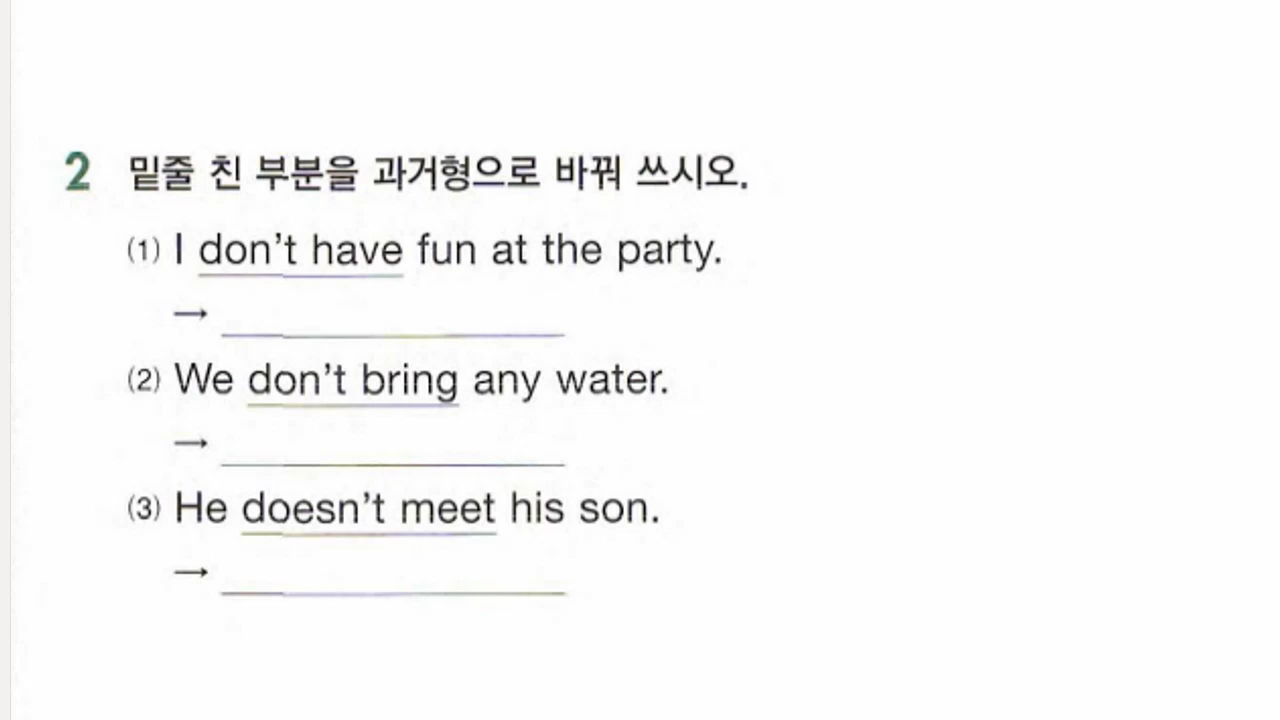 2 밑줄 친 부분을 과거형으로 바꿔 쓰시오.
(1) I don't have fun at the party.
→
(2) We don't bring any water.
→
(3) He doesn't meet his son.
→